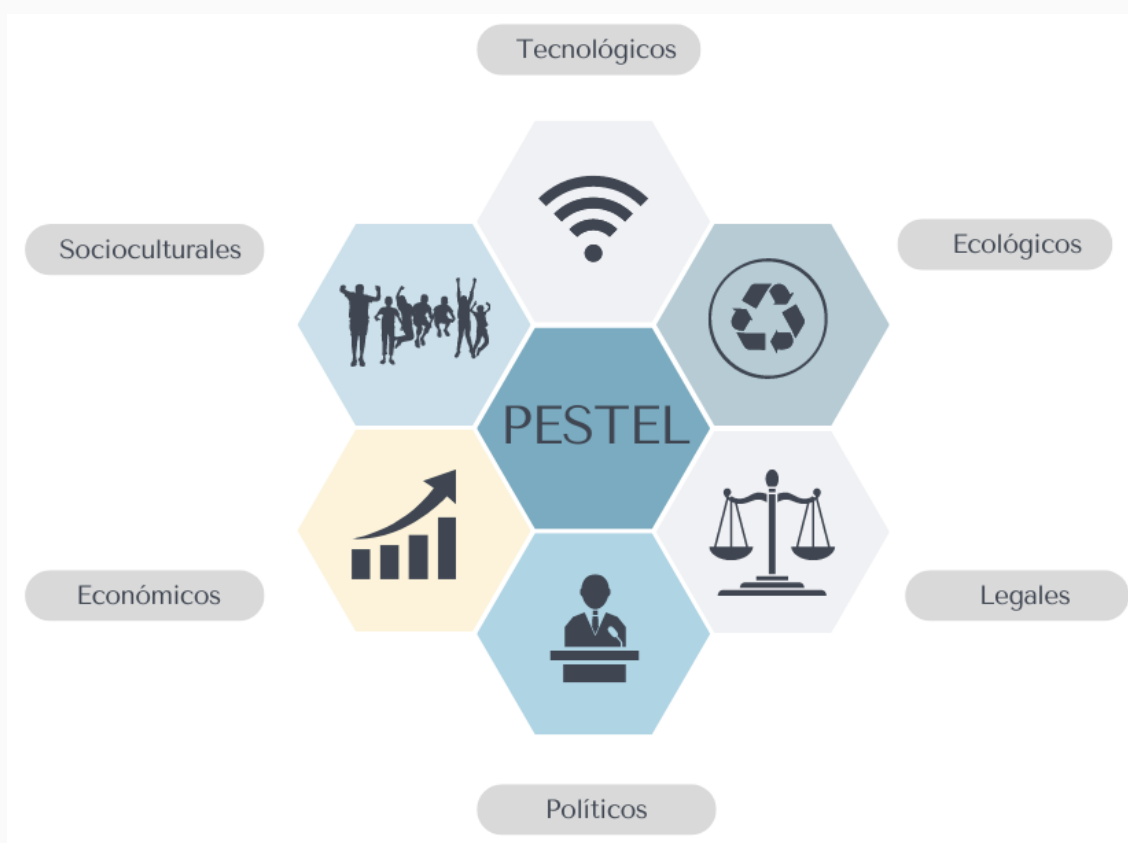 Tecnológicos
Socioculturales
Ecológicos
PESTEL
Económicos
Legales
Políticos